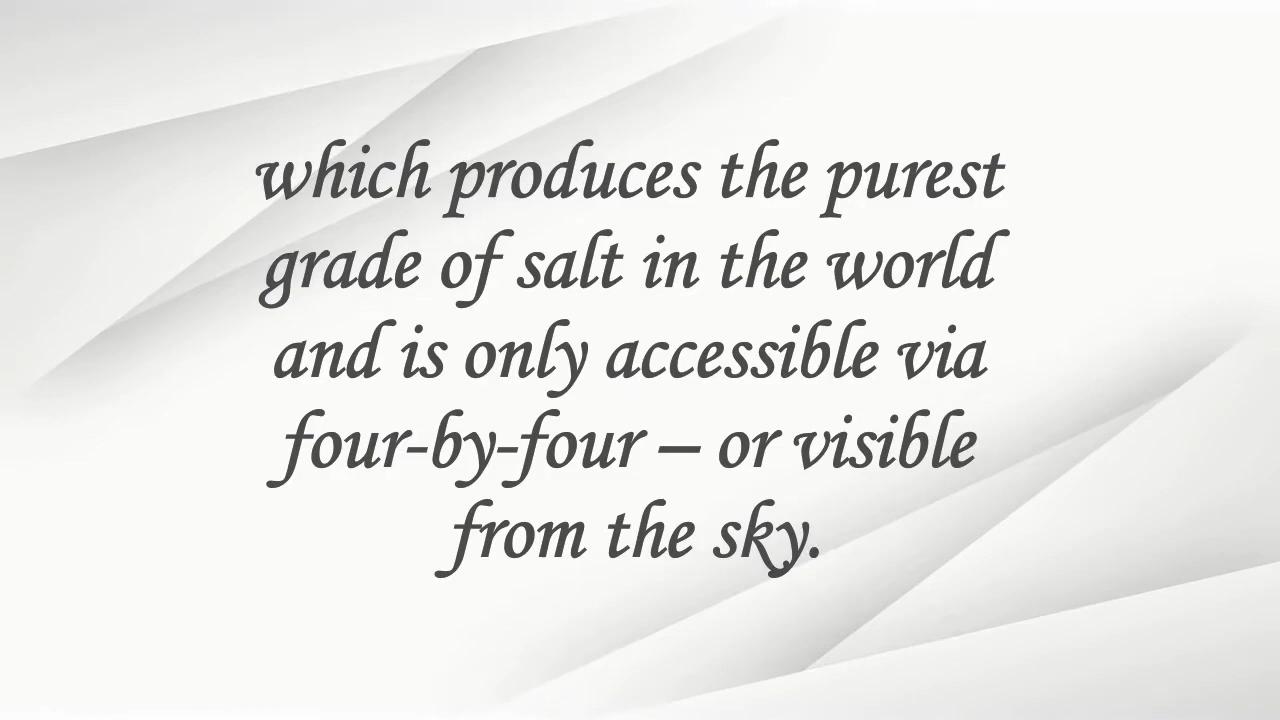 which produces the purest
grade of salt in the world
and is only accessible via
four-by-four – or visible
from the sky.